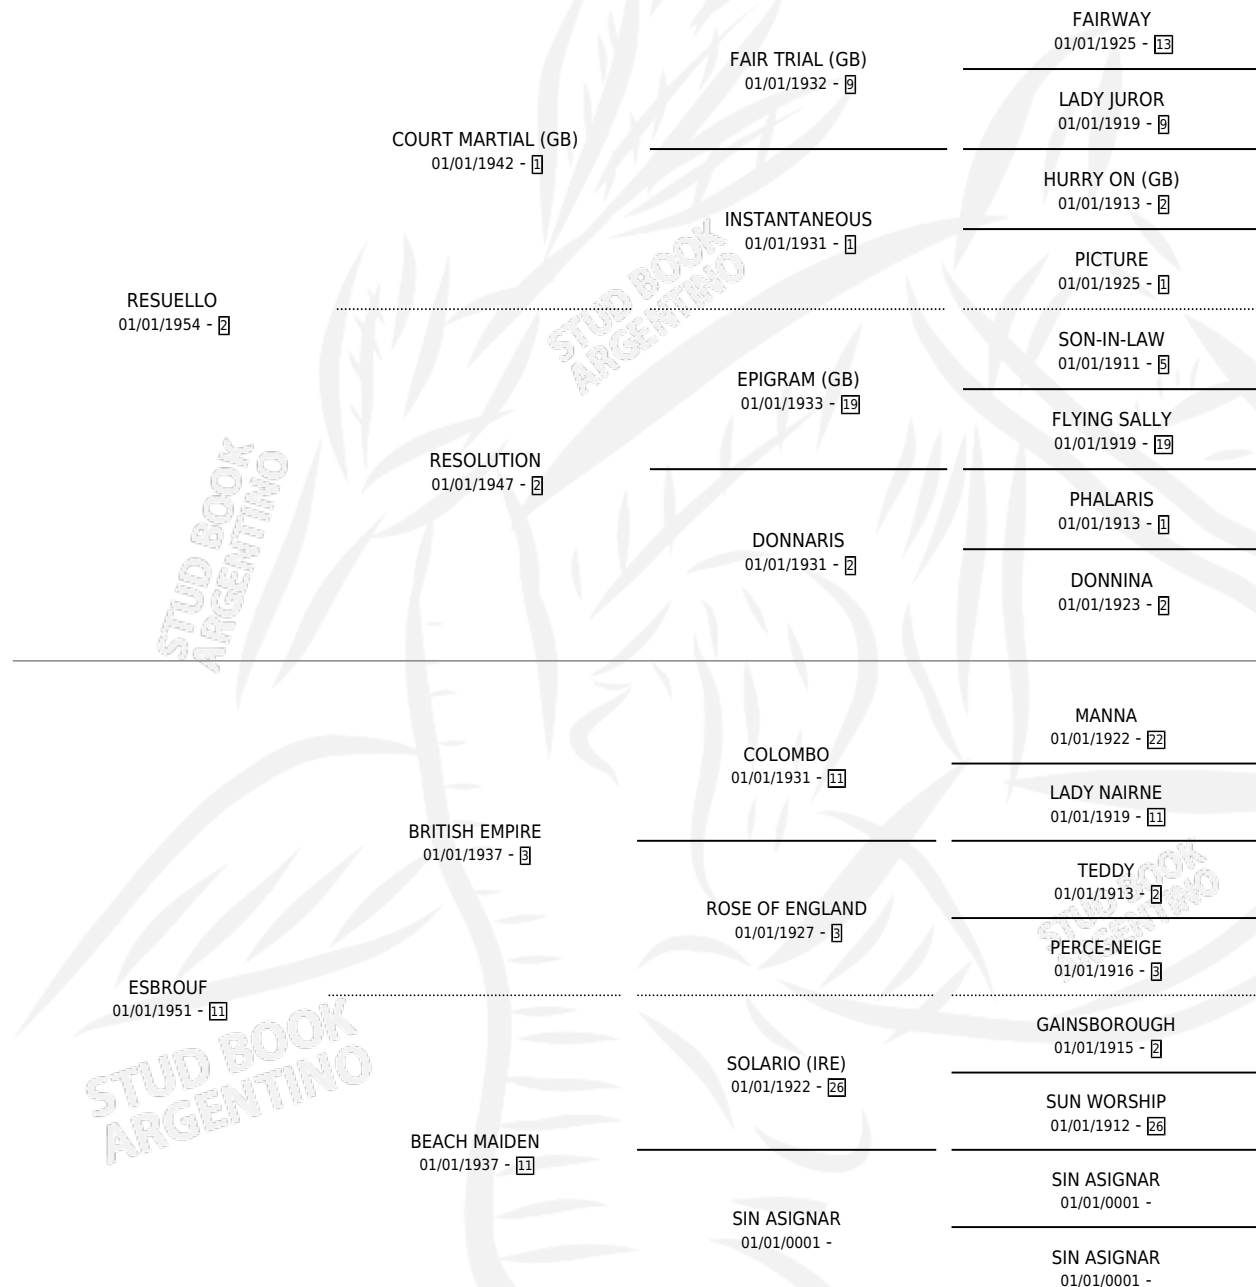 RESUELLO
01/01/1954 - 2
COURT MARTIAL (GB)
01/01/1942 - 1
RESOLUTION
01/01/1947 - 2
FAIR TRIAL (GB)
01/01/1932 - 9
INSTANTANEOUS
01/01/1931 - 1
EPIGRAM (GB)
01/01/1933 - 19
DONNARIS
01/01/1931 - 2
FAIRWAY
01/01/1925 - 13
LADY JUROR
01/01/1919 - 9
HURRY ON (GB)
01/01/1913 - 2
PICTURE
01/01/1925 - 1
SON-IN-LAW
01/01/1911 - 5
FLYING SALLY
01/01/1919 - 19
PHALARIS
01/01/1913 - 1
DONNINA
01/01/1923 - 2
ESBROUF
01/01/1951 - 11
BRITISH EMPIRE
01/01/1937 - 3
BEACH MAIDEN
01/01/1937 - 11
COLOMBO
01/01/1931 - 11
ROSE OF ENGLAND
01/01/1927 - 3
SOLARIO (IRE)
01/01/1922 - 26
SIN ASIGNAR
01/01/0001 -
MANNA
01/01/1922 - 22
LADY NAIRNE
01/01/1919 - 11
TEDDY
01/01/1913 - 2
PERCE-NEIGE
01/01/1916 - 3
GAINSBOROUGH
01/01/1915 - 2
SUN WORSHIP
01/01/1912 - 26
SIN ASIGNAR
01/01/0001 -
SIN ASIGNAR
01/01/0001 -
STUD BOOK
ARGENTINO
STUD BOOK
ARGENTINO
STUD BOOK
ARGENTINO
STUD BOOK
ARGENTINO